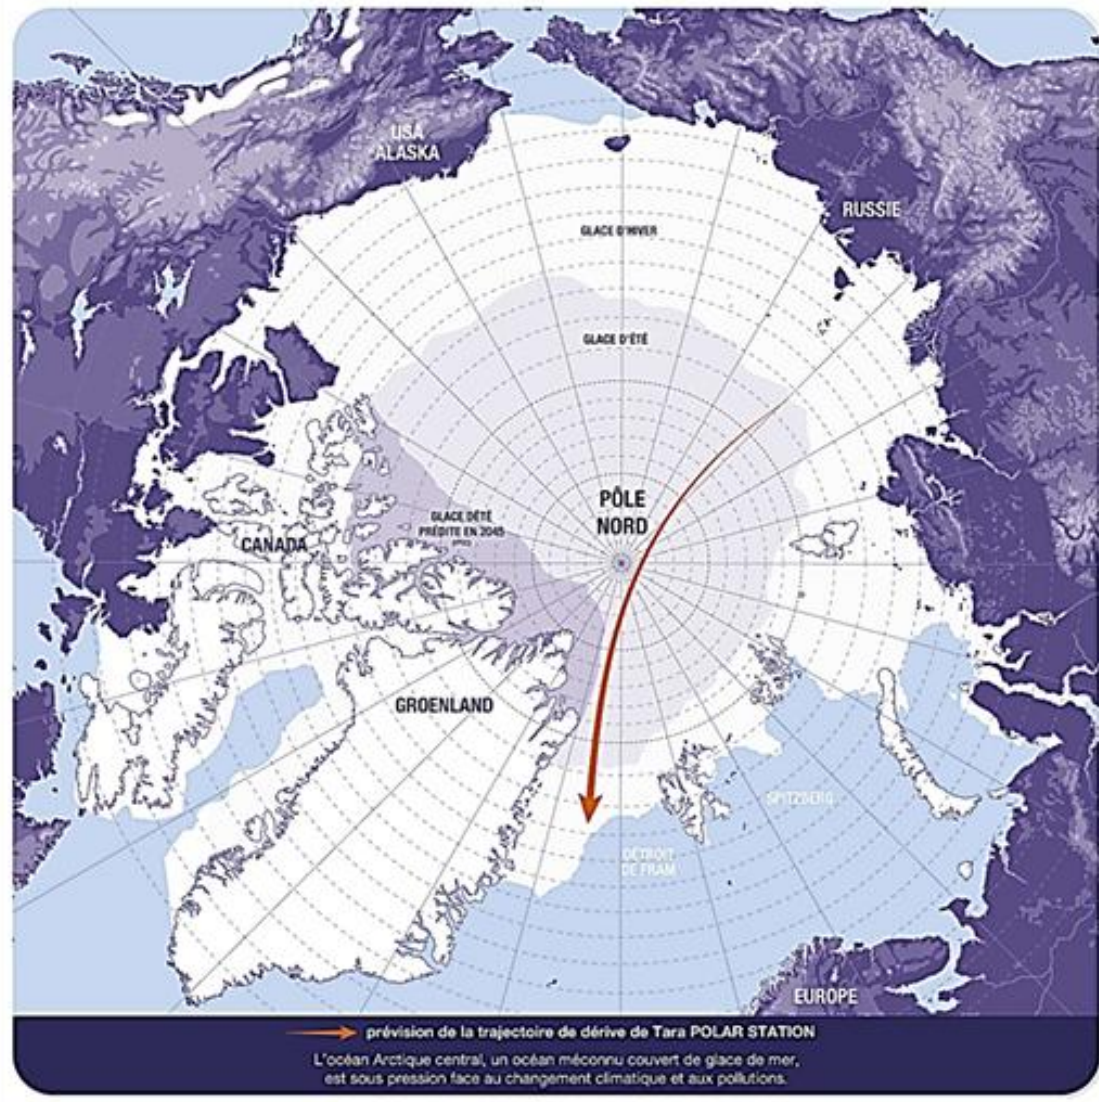 USA
ALASKA
RUSSIE
GLACE D'HIVER
GLACE D'ÉTÉ
PÔLE
NORD
GLACE DÉTÉ
PRÉDITE EN 2045
CANADA
GROENLAND
SPITZBERG
DÉTROIT
DE FRAM
EUROPE
prévision de la trajectoire de dérive de Tara POLAR STATION
L'océan Arctique central, un océan méconnu couvert de glace de mer,
est sous pression face au changement climatique et aux pollutions.